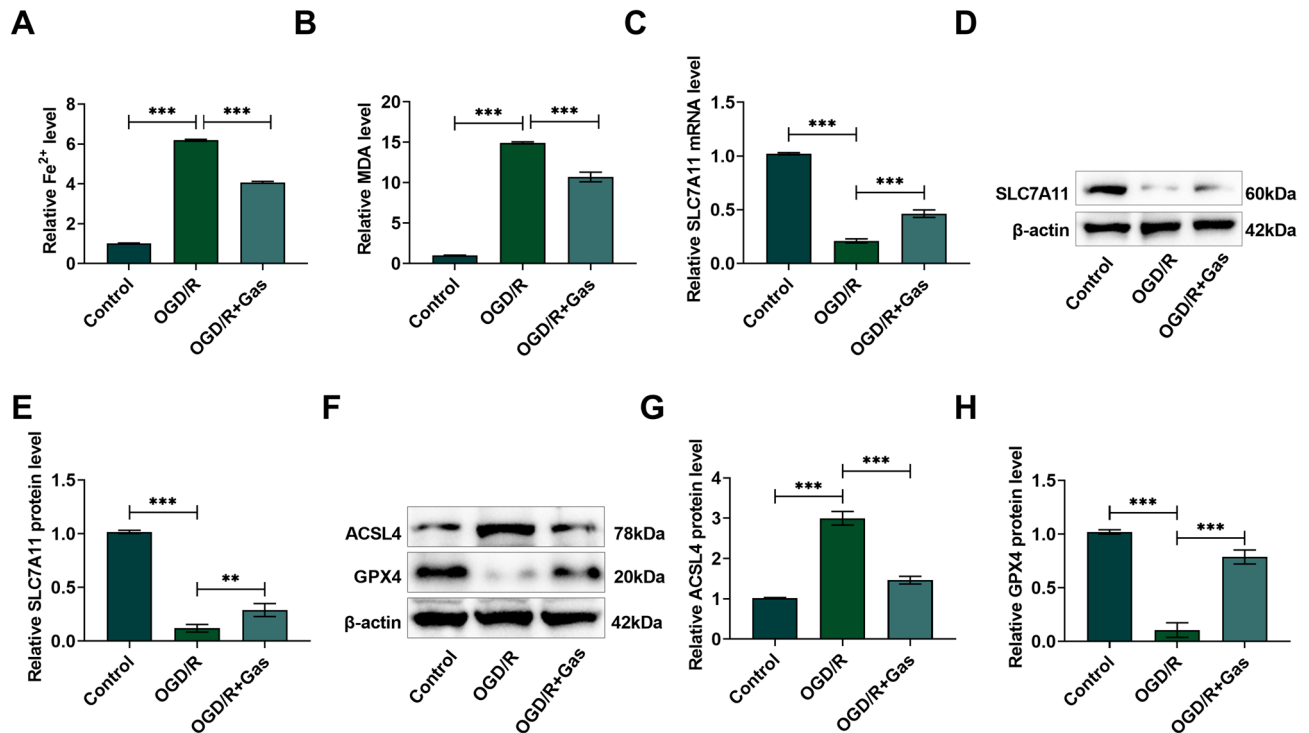 A
Relative Fe2+ level
8
6
4
2
0
***
***
Control
OGD/R
OGD/R+Gas
B
Relative MDA level
20
15
10
5
0
***
***
Control
OGD/R
OGD/R+Gas
C
Relative SLC7A11 mRNA level
1.5
1.0
0.5
0.0
***
***
Control
OGD/R
OGD/R+Gas
D
SLC7A11
60kDa
β-actin
42kDa
Control
OGD/R
OGD/R+Gas
E
Relative SLC7A11 protein level
1.5
1.0
0.5
0.0
***
**
Control
OGD/R
OGD/R+Gas
F
ACSL4
78kDa
GPX4
20kDa
β-actin
42kDa
Control
OGD/R
OGD/R+Gas
G
Relative ACSL4 protein level
4
3
2
1
0
***
***
Control
OGD/R
OGD/R+Gas
H
Relative GPX4 protein level
1.5
1.0
0.5
0.0
***
***
Control
OGD/R
OGD/R+Gas